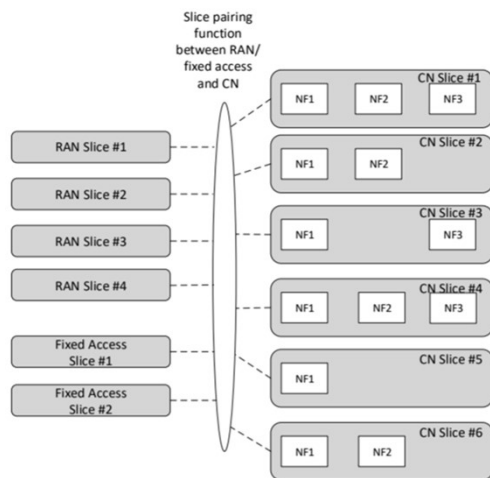 Slice pairing
function
between RAN/
fixed access
and CN
RAN Slice #1
RAN Slice #2
RAN Slice #3
RAN Slice #4
Fixed Access
Slice #1
Fixed Access
Slice #2
CN Slice #1
NF1 NF2 NF3
CN Slice #2
NF1 NF2
CN Slice #3
NF1 NF3
CN Slice #4
NF1 NF2 NF3
CN Slice #5
NF1
CN Slice #6
NF1 NF2